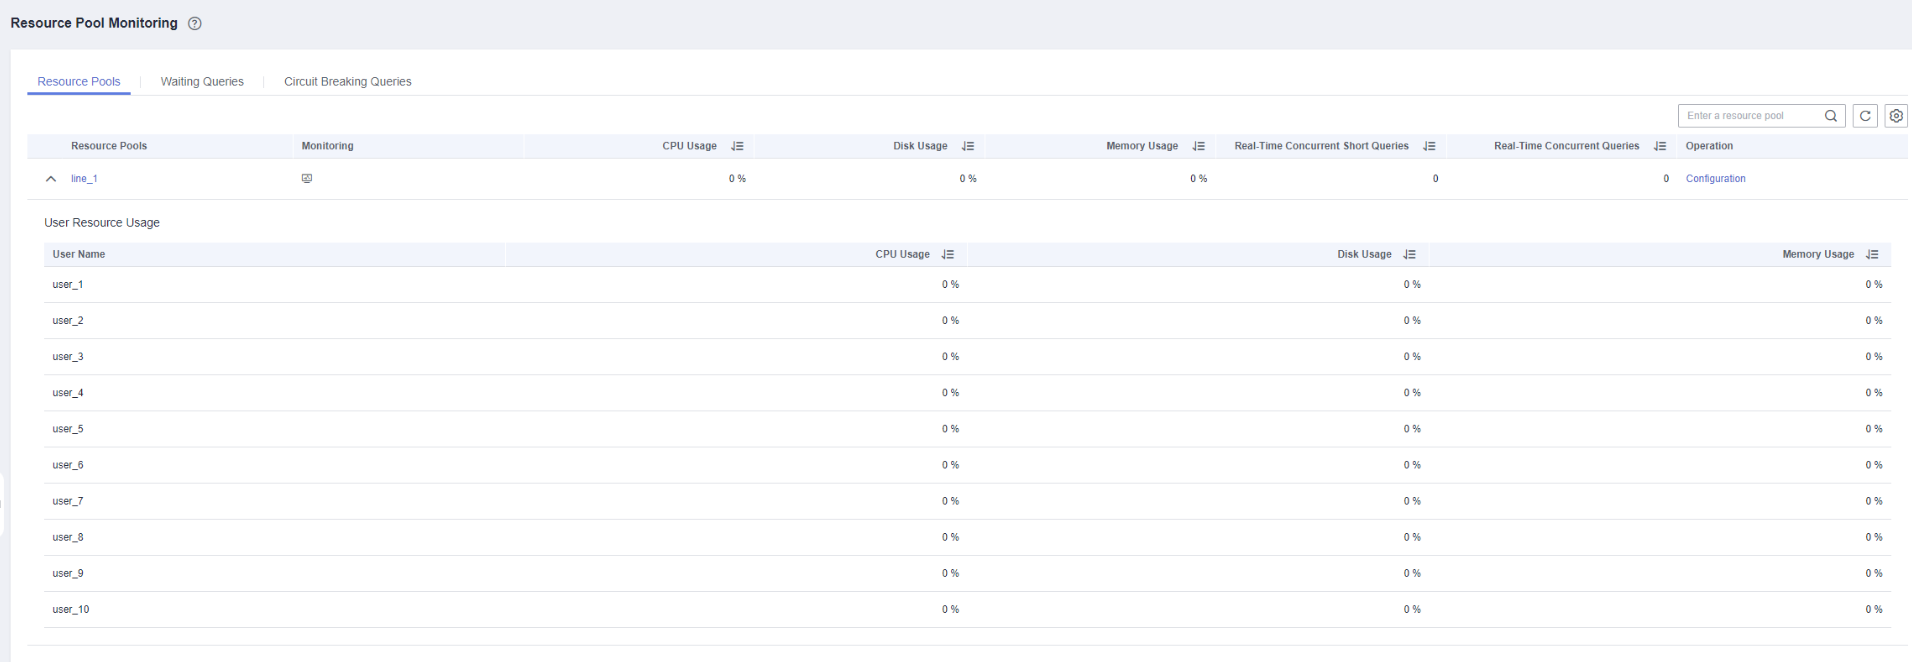 Resource Pool Monitoring ?
Resource Pools Waiting Queries Circuit Breaking Queries
Enter a resource pool
Resource Pools Monitoring CPU Usage Disk Usage Memory Usage Real-Time Concurrent Short Queries Real-Time Concurrent Queries Operation
line_1 0 % 0 % 0 % 0 0 Configuration
User Resource Usage
User Name CPU Usage Disk Usage Memory Usage
user_1 0 % 0 % 0 %
user_2 0 % 0 % 0 %
user_3 0 % 0 % 0 %
user_4 0 % 0 % 0 %
user_5 0 % 0 % 0 %
user_6 0 % 0 % 0 %
user_7 0 % 0 % 0 %
user_8 0 % 0 % 0 %
user_9 0 % 0 % 0 %
user_10 0 % 0 % 0 %